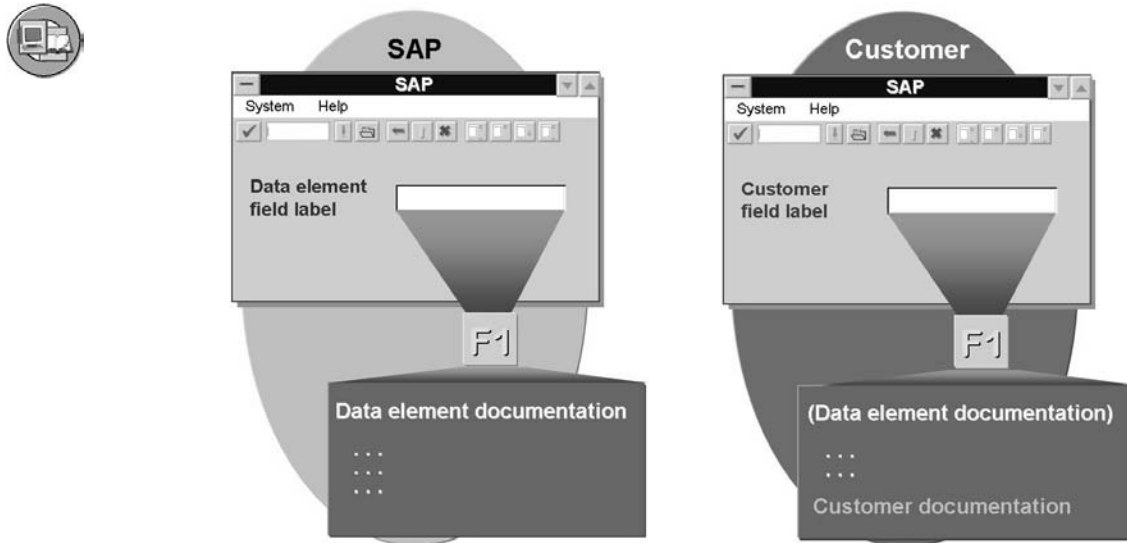 SAP
SAP
System Help
Data element
field label
F1
Data element documentation
. . .
. . .
. . .
Customer
SAP
System Help
Customer
field label
F1
(Data element documentation)
. . .
. . .
Customer documentation